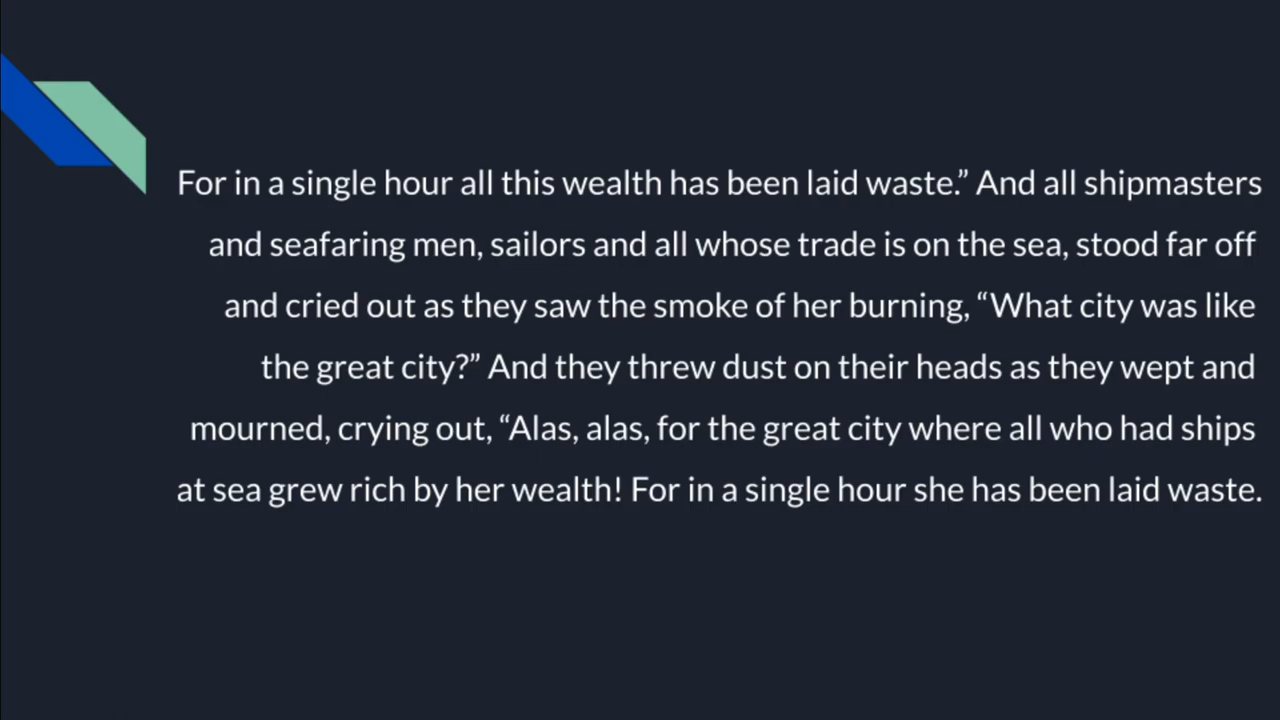 For in a single hour all this wealth has been laid waste.” And all shipmasters
and seafaring men, sailors and all whose trade is on the sea, stood far off
and cried out as they saw the smoke of her burning, “What city was like
the great city?” And they threw dust on their heads as they wept and
mourned, crying out, “Alas, alas, for the great city where all who had ships
at sea grew rich by her wealth! For in a single hour she has been laid waste.